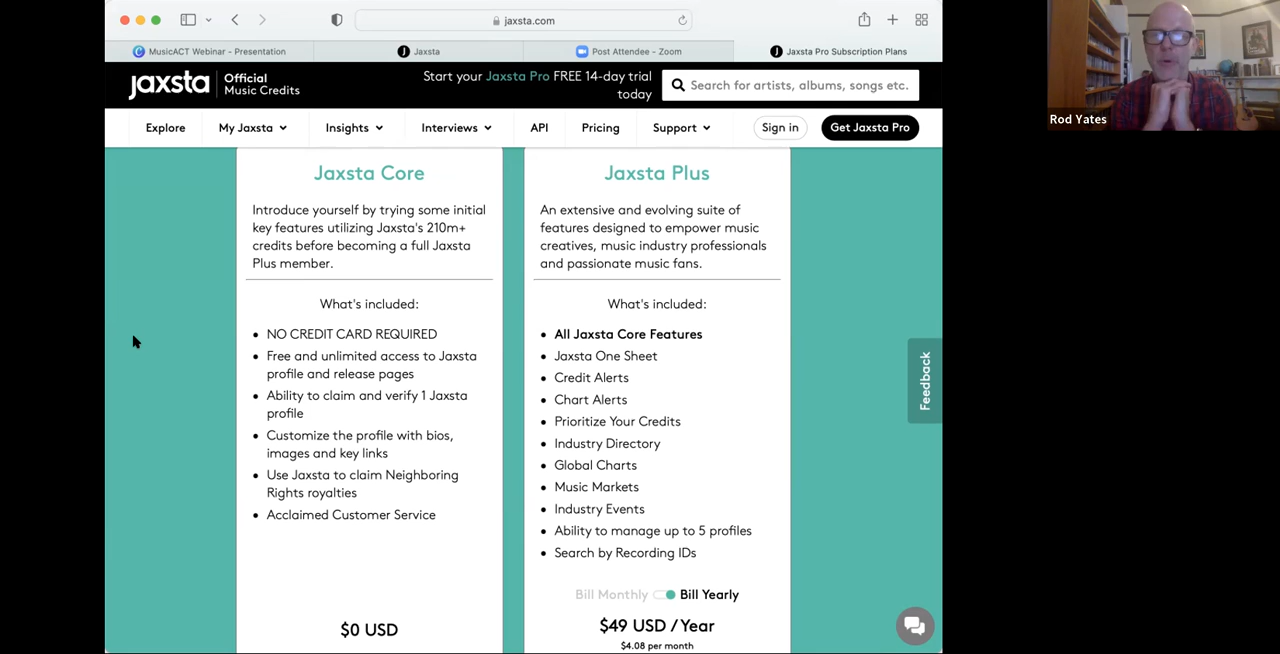 jaxsta.com
MusicACT Webinar - Presentation
Jaxsta
Post Attendee - Zoom
Jaxsta Pro Subscription Plans
jaxsta
Official
Music Credits
Start your Jaxsta Pro FREE 14-day trial
today
Search for artists, albums, songs etc.
Explore
My Jaxsta
Insights
Interviews
API
Pricing
Support
Sign in
Get Jaxsta Pro
Jaxsta Core
Introduce yourself by trying some initial
key features utilizing Jaxsta's 210m+
credits before becoming a full Jaxsta
Plus member.
What's included:
• NO CREDIT CARD REQUIRED
• Free and unlimited access to Jaxsta
profile and release pages
• Ability to claim and verify 1 Jaxsta
profile
• Customize the profile with bios,
images and key links
• Use Jaxsta to claim Neighboring
Rights royalties
• Acclaimed Customer Service
$0 USD
Jaxsta Plus
An extensive and evolving suite of
features designed to empower music
creatives, music industry professionals
and passionate music fans.
What's included:
• All Jaxsta Core Features
• Jaxsta One Sheet
• Credit Alerts
• Chart Alerts
• Prioritize Your Credits
• Industry Directory
• Global Charts
• Music Markets
• Industry Events
• Ability to manage up to 5 profiles
• Search by Recording IDs
Bill Monthly
Bill Yearly
$49 USD / Year
$4.08 per month
Feedback
Rod Yates